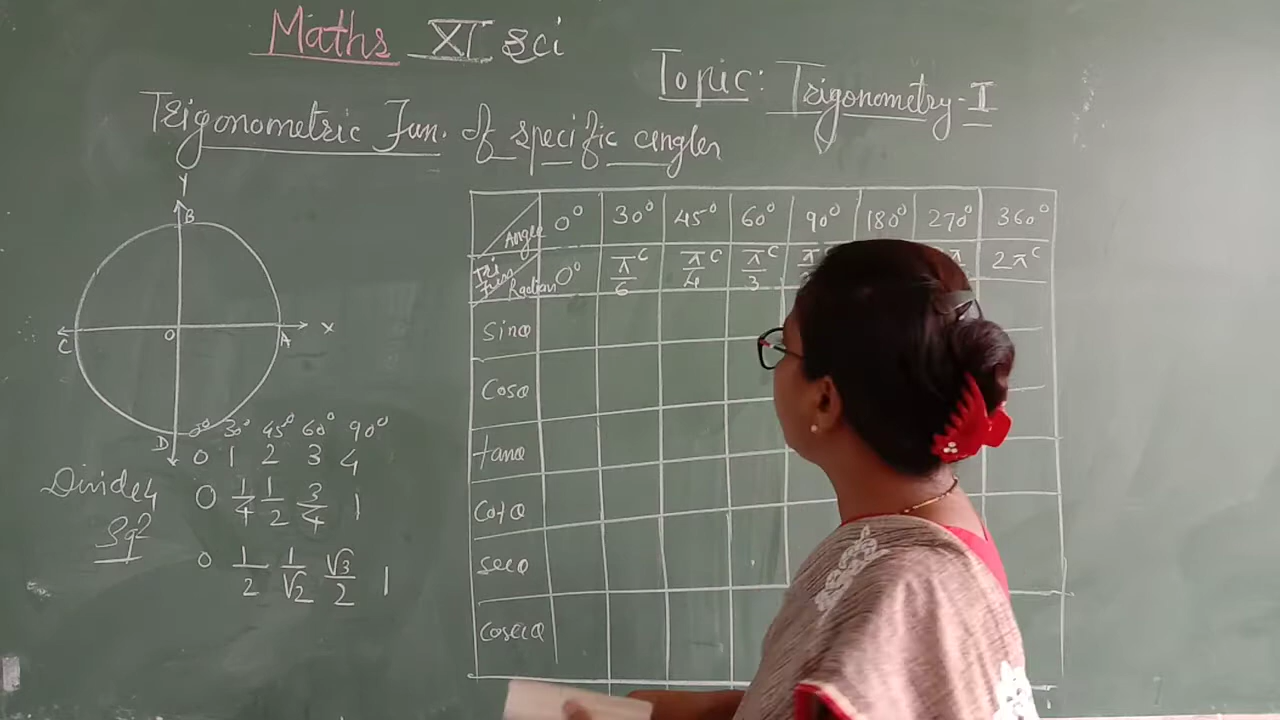 Maths XI sci
Topic: Trigonometry-I
Trigonometric Fun. of specific angles
Y
B
C
O
A
X
D
0° 30° 45° 60° 90°
0 1 2 3 4
Divide 4 0 1/4 1/2 3/4 1
Sq2
0 1/2 1/√2 √3/2 1
Angle 0° 30° 45° 60° 90° 180° 270° 360°
Tri Radian 0° π/6 c π/4 c π/3 c 2π c
Sinθ
Cosθ
tanθ
Cotθ
secθ